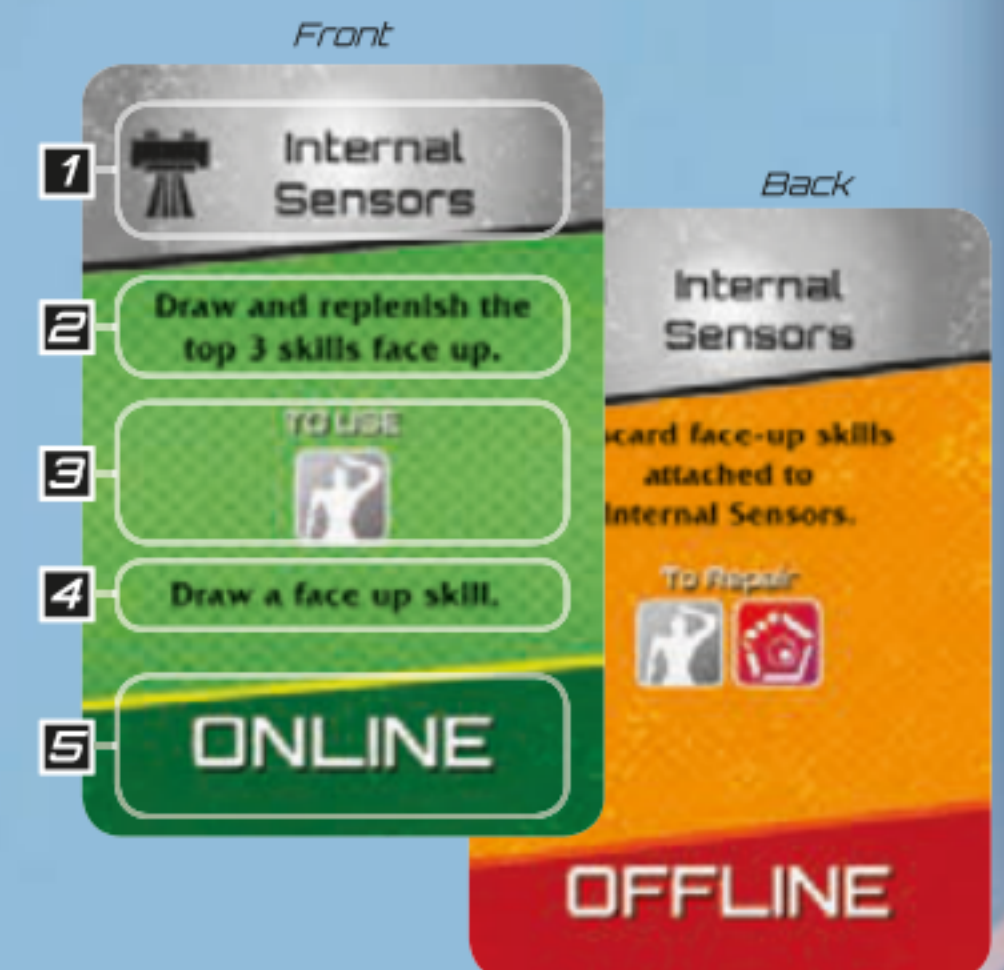 Front
1
Internal
Sensors
2
Draw and replenish the
top 3 skills face up.
3
TO USE
4
Draw a face up skill.
5
ONLINE
Back
Internal
Sensors
scard face-up skills
attached to
Internal Sensors.
To Repair
OFFLINE